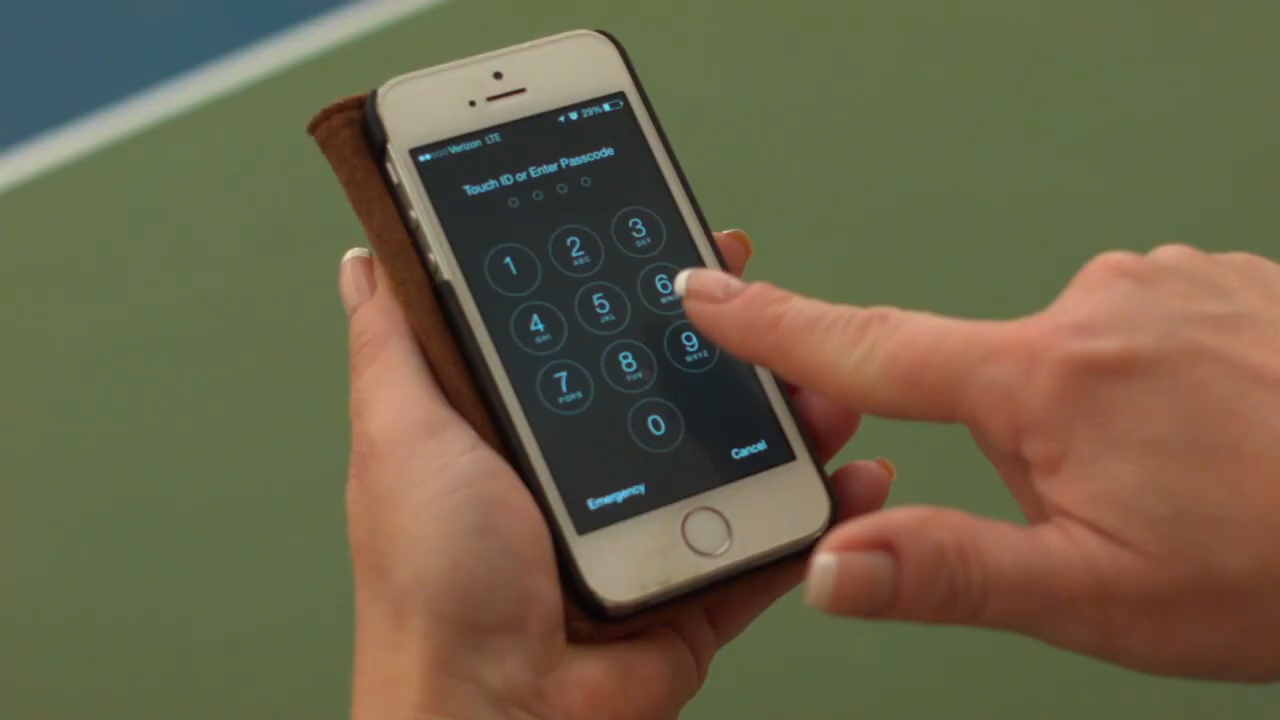 Verizon LTE 29%
Touch ID or Enter Passcode
1 2 3
ABC DEF
4 5 6
GHI JKL MNO
7 8 9
PQRS TUV WXYZ
0
Emergency Cancel